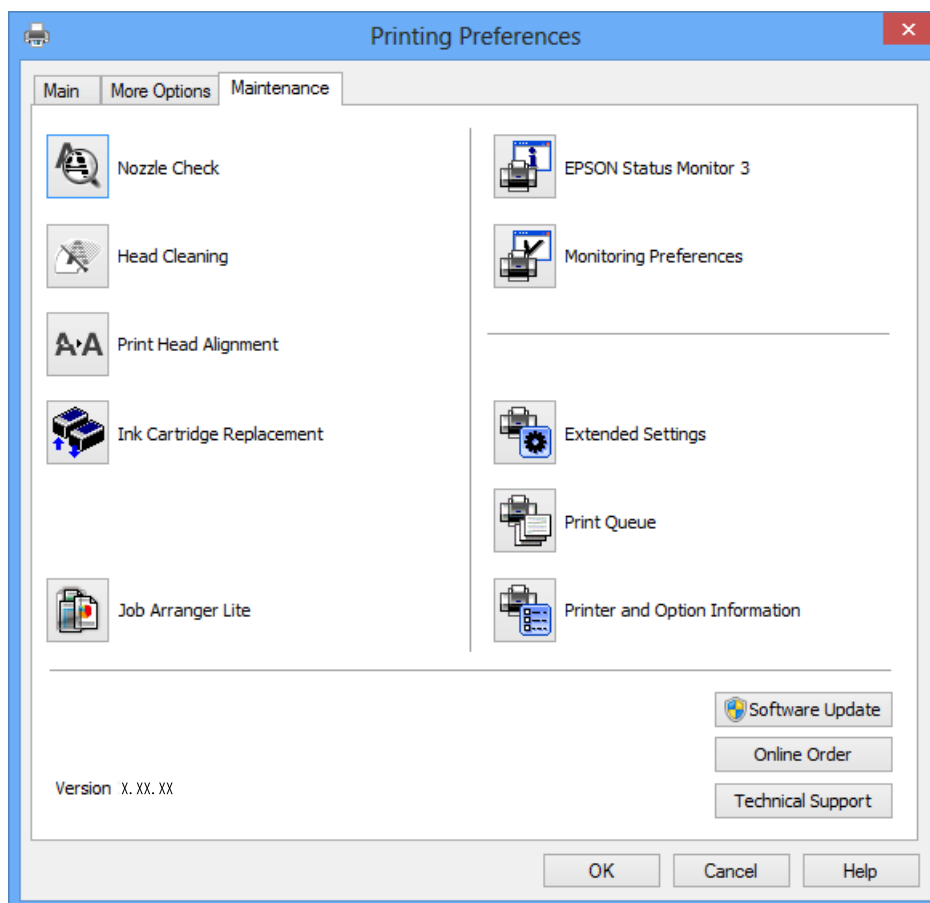 Printing Preferences
Main
More Options
Maintenance
Nozzle Check
Head Cleaning
Print Head Alignment
Ink Cartridge Replacement
Job Arranger Lite
EPSON Status Monitor 3
Monitoring Preferences
Extended Settings
Print Queue
Printer and Option Information
Software Update
Online Order
Technical Support
Version X.XX.XX
OK
Cancel
Help